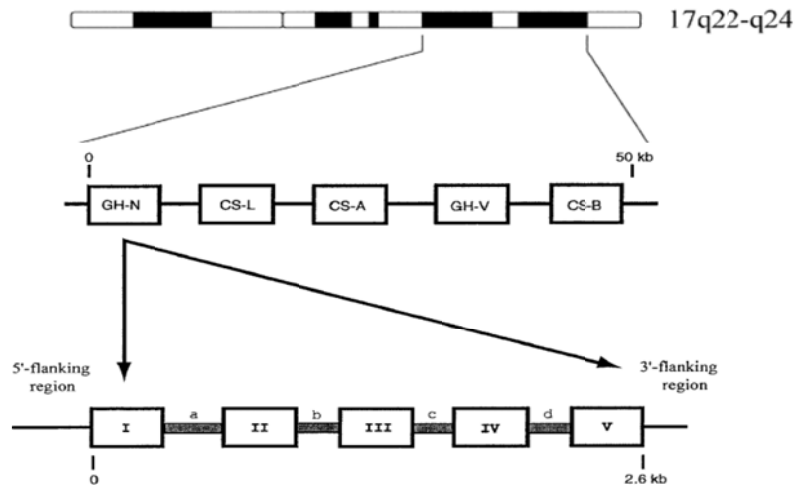 17q22-q24
0
50 kb
GH-N
CS-L
CS-A
GH-V
CS-B
5'-flanking
region
3'-flanking
region
I
a
II
b
III
c
IV
d
V
0
2.6 kb